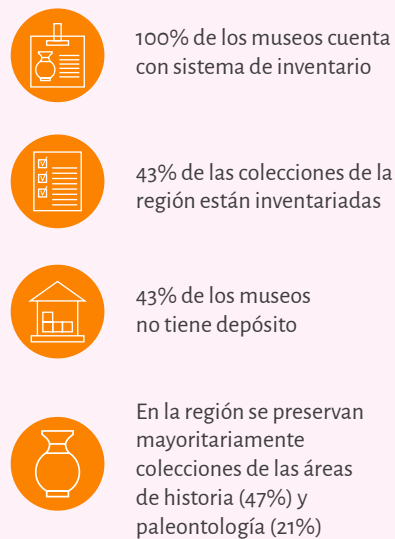 100% de los museos cuenta
con sistema de inventario
43% de las colecciones de la
región están inventariadas
43% de los museos
no tiene depósito
En la región se preservan
mayoritariamente
colecciones de las áreas
de historia (47%) y
paleontología (21%)